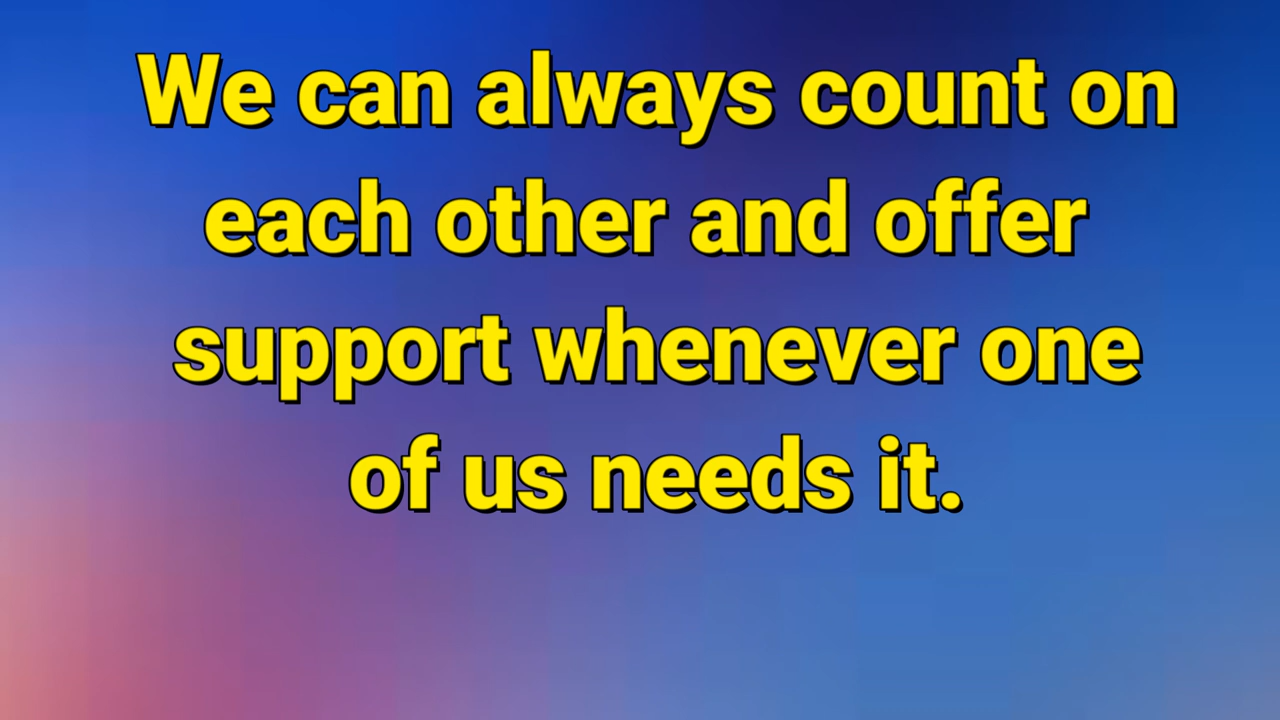 We can always count on
each other and offer
support whenever one
of us needs it.